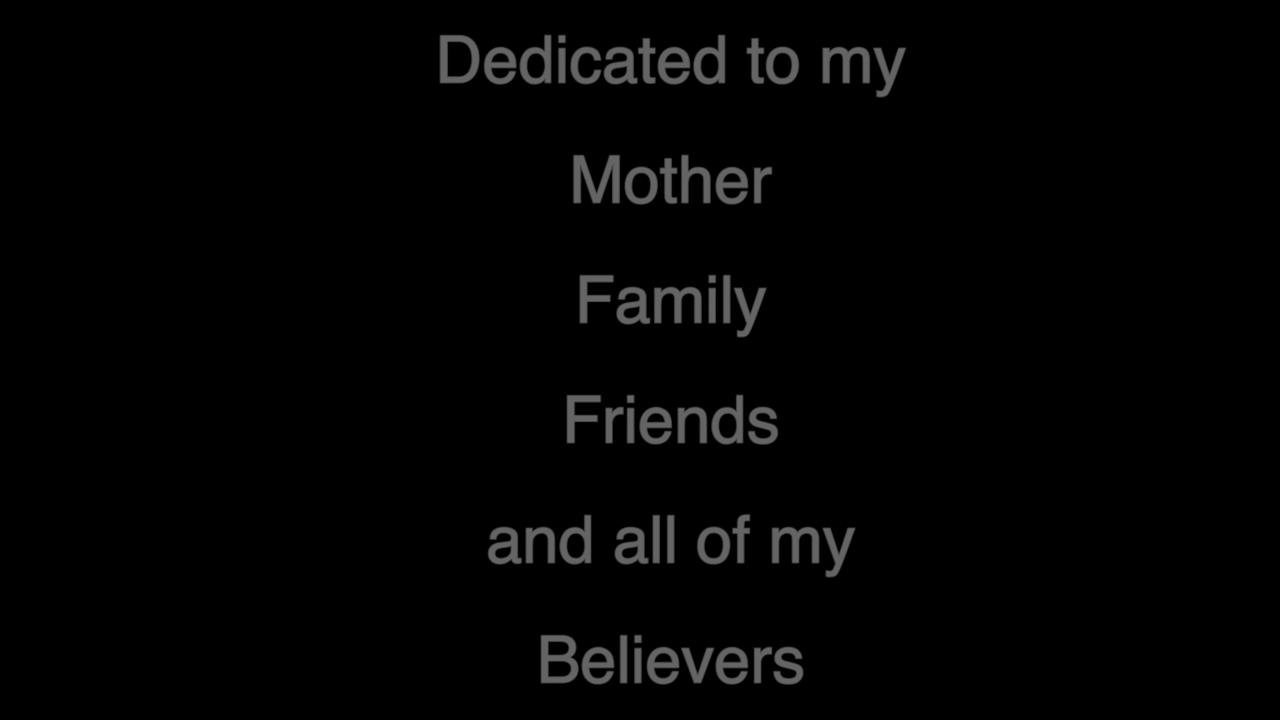 Dedicated to my
Mother
Family
Friends
and all of my
Believers